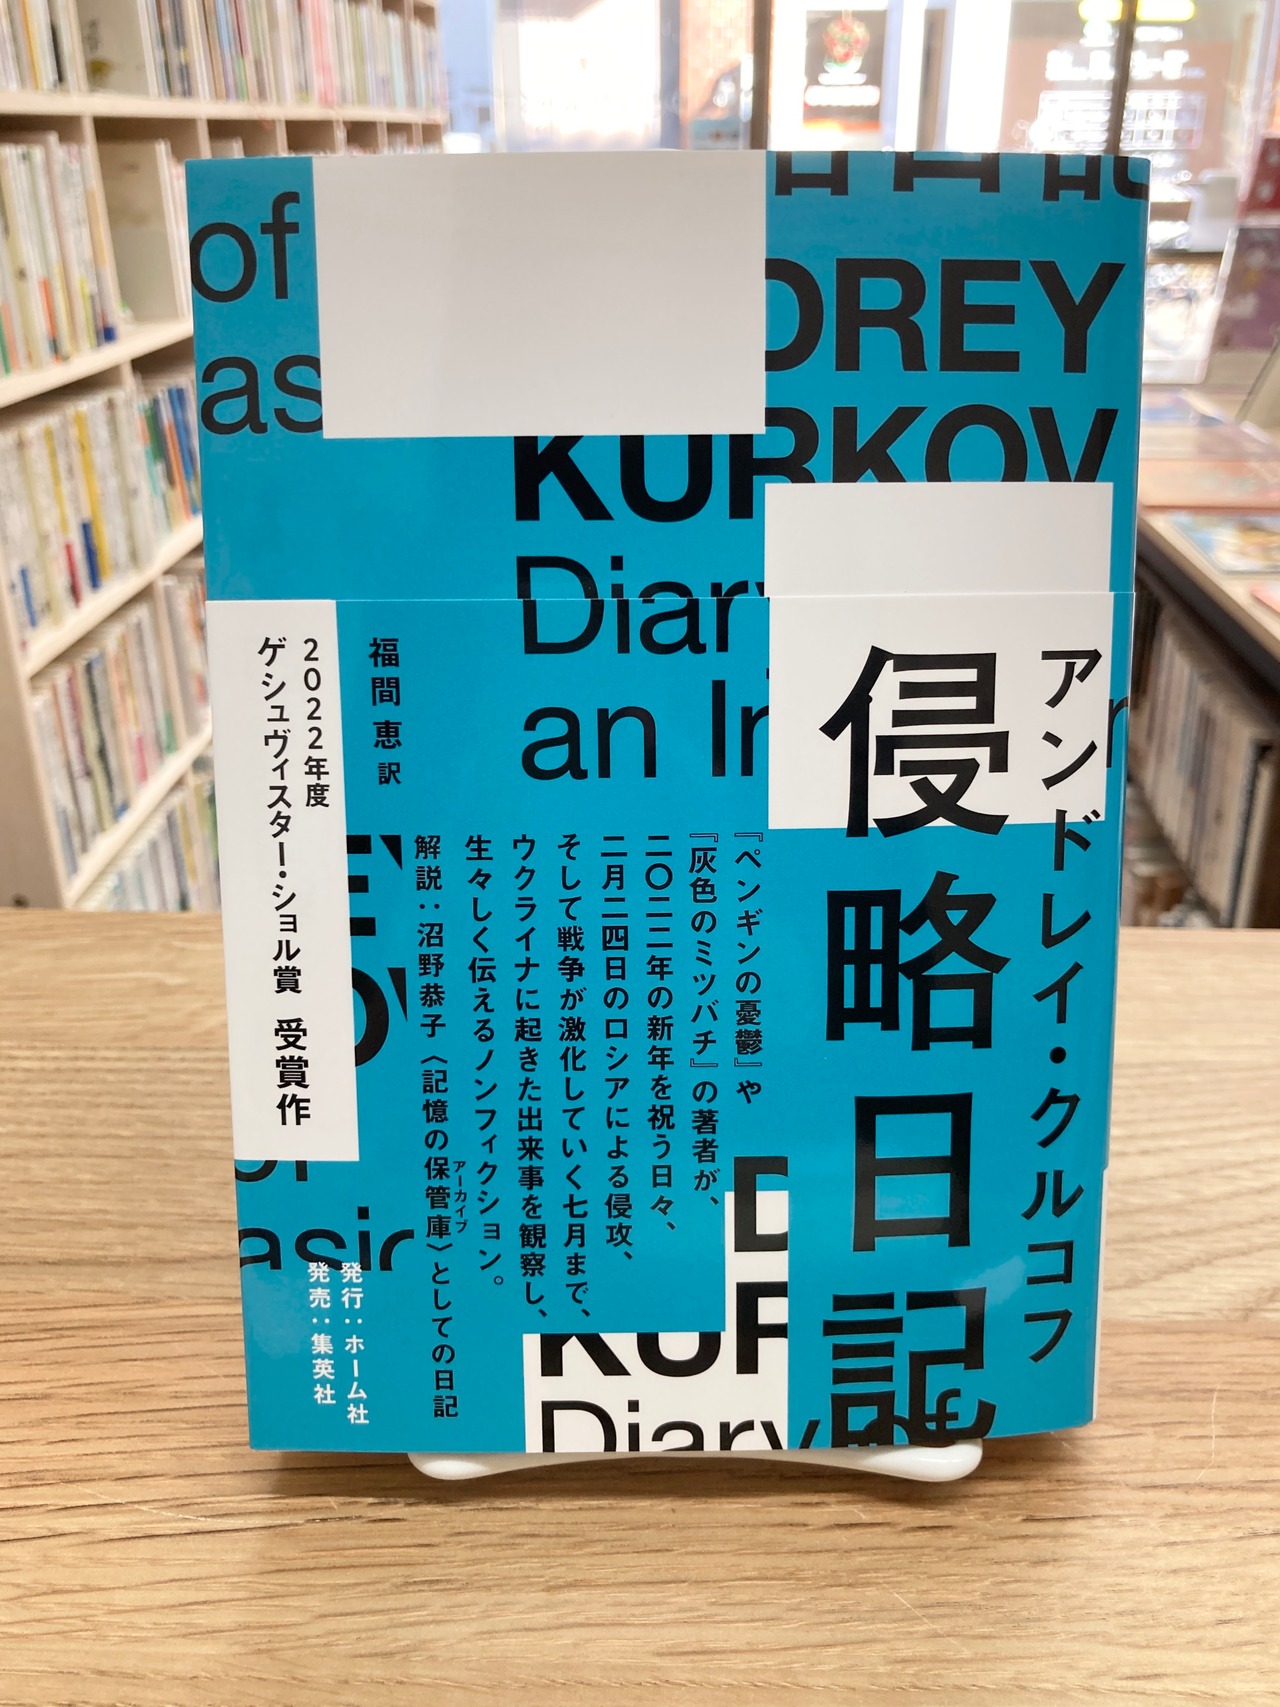 of
as
DREY
KURKOV
Diary
an In
アンドレイ・クルコフ
侵略日記
『ペンギンの憂鬱』や
『灰色のミツバチ』の著者が、
二〇二二年の新年を祝う日々、
二月二四日のロシアによる侵攻、
そして戦争が激化していく七月まで、
ウクライナに起きた出来事を観察し、
生々しく伝えるノンフィクション。
解説:沼野恭子〈記憶の保管庫〉としての日記
アーカイブ
福間恵 訳
2022年度
ゲシュヴィスター・ショル賞 受賞作
発行:ホーム社
発売:集英社
D
KUR
Diary of
asio